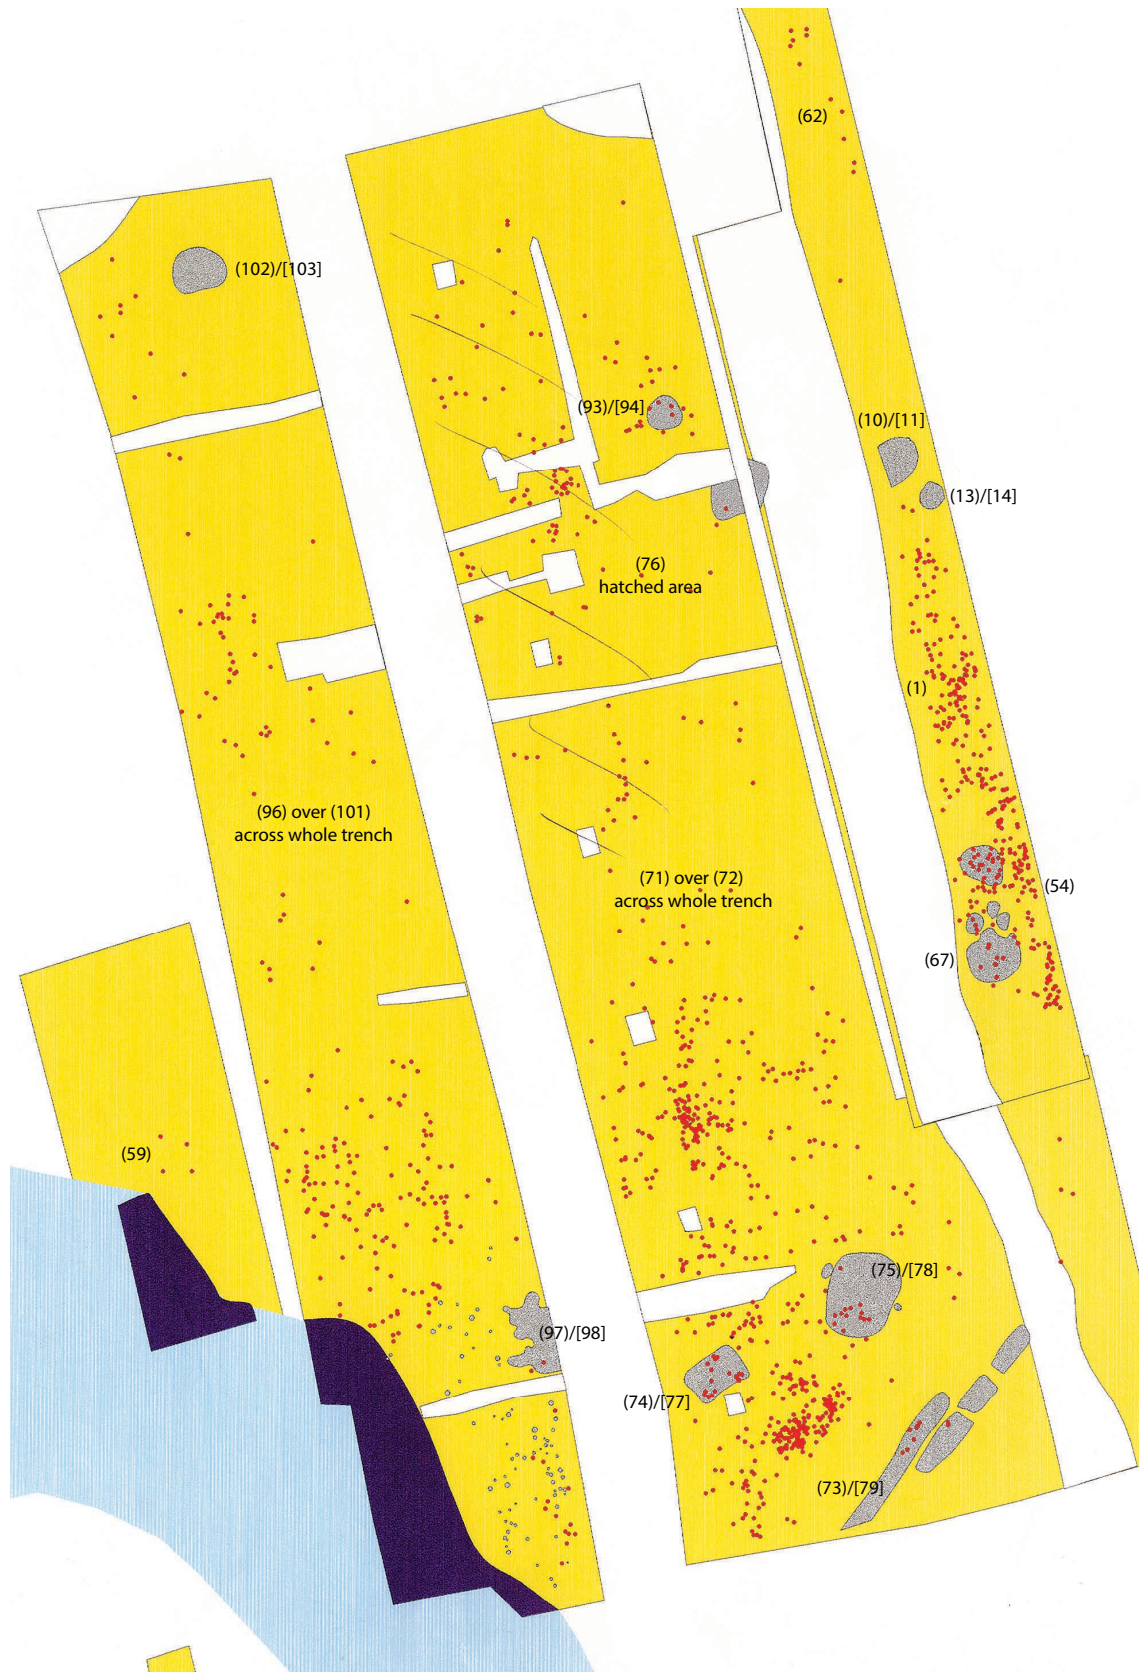 (62)
(102)/[103]
(93)/[94]
(10)/[11]
(13)/[14]
(76)
hatched area
(1)
(96) over (101)
across whole trench
(71) over (72)
across whole trench
(54)
(67)
(59)
(75)/[78]
(97)/[98]
(74)/[77]
(73)/[79]